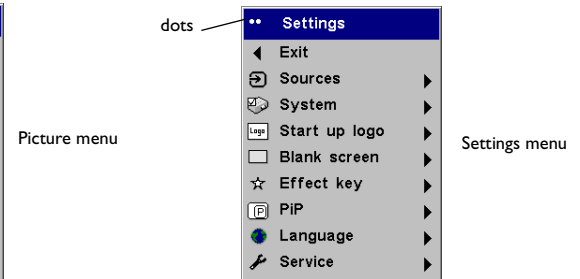 dots
Settings
Exit
Sources
System
Logo Start up logo
Blank screen
Effect key
P PiP
Language
Service
Picture menu
Settings menu